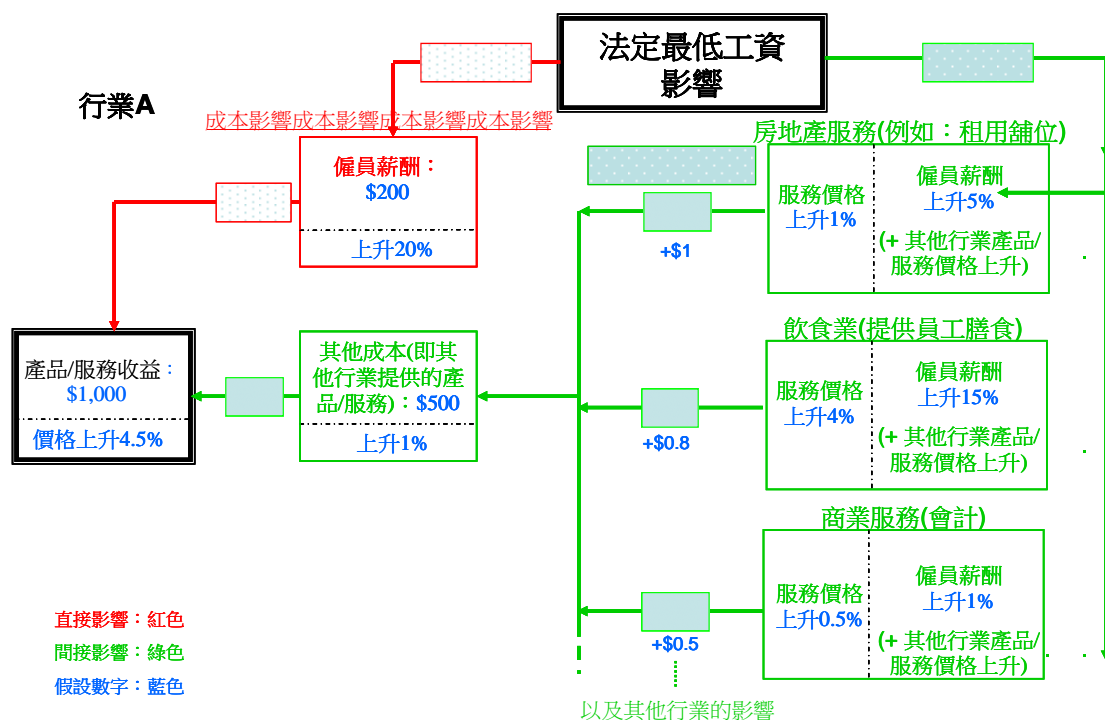 法定最低工資
影響
行業A
成本影響成本影響成本影響成本影響
僱員薪酬：
$200
上升20%
產品/服務收益：
$1,000
價格上升4.5%
其他成本(即其
他行業提供的產
品/服務)：$500
上升1%
房地產服務(例如：租用舖位)
服務價格
上升1%
僱員薪酬
上升5%
(+ 其他行業產品/
服務價格上升)
+$1
飲食業(提供員工膳食)
服務價格
上升4%
僱員薪酬
上升15%
(+ 其他行業產品/
服務價格上升)
+$0.8
商業服務(會計)
服務價格
上升0.5%
僱員薪酬
上升1%
(+ 其他行業產品/
服務價格上升)
+$0.5
以及其他行業的影響
直接影響：紅色
間接影響：綠色
假設數字：藍色